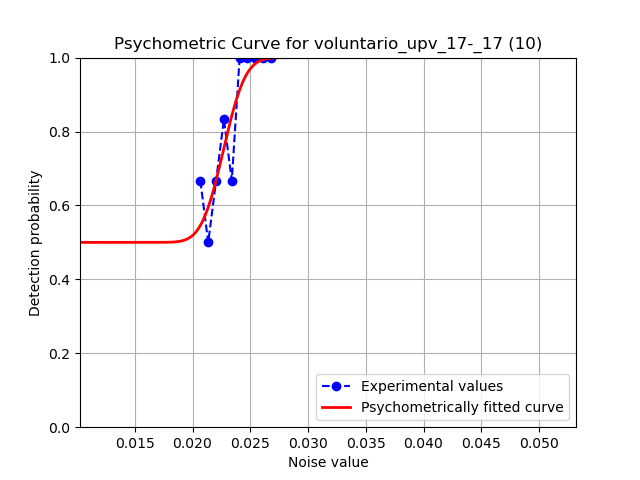 Psychometric Curve for voluntario_upv_17-_17 (10)
Detection probability
1.0
0.8
0.6
0.4
0.2
0.0
Experimental values
Psychometrically fitted curve
0.015 0.020 0.025 0.030 0.035 0.040 0.045 0.050
Noise value